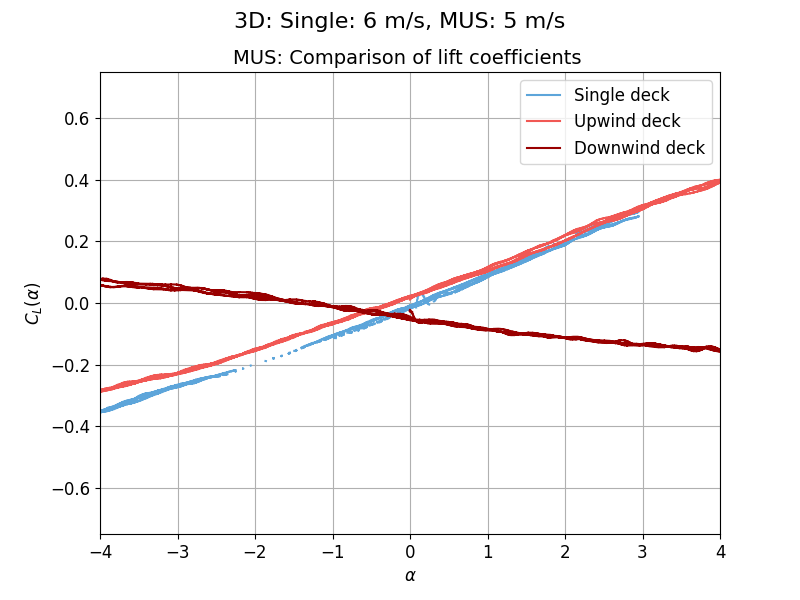 3D: Single: 6 m/s, MUS: 5 m/s
MUS: Comparison of lift coefficients
Single deck
Upwind deck
Downwind deck
0.6
0.4
0.2
0.0
−0.2
−0.4
−0.6
C_L(α)
−4 −3 −2 −1 0 1 2 3 4
α